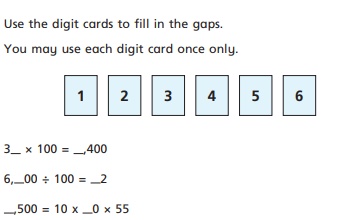 Use the digit cards to fill in the gaps.
You may use each digit card once only.
1 2 3 4 5 6
3_ x 100 = _,400
6,_00 ÷ 100 = _2
_,500 = 10 x _0 × 55